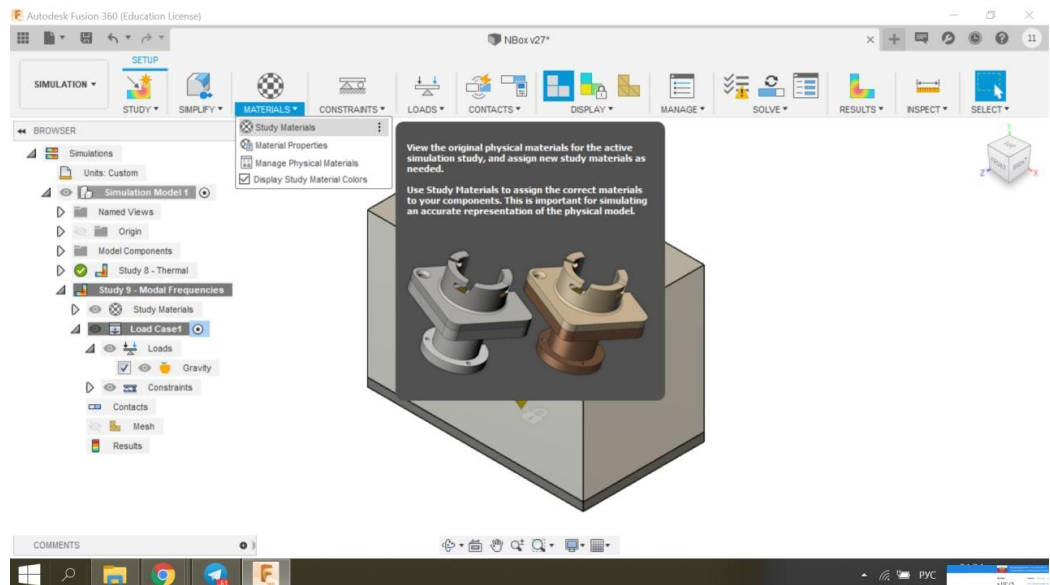 Autodesk Fusion 360 (Education License)
NBox v27*
11
SETUP
SIMULATION
STUDY
SIMPLIFY
MATERIALS
CONSTRAINTS
LOADS
CONTACTS
DISPLAY
MANAGE
SOLVE
RESULTS
INSPECT
SELECT
BROWSER
Simulations
Units: Custom
Simulation Model 1
Named Views
Origin
Model Components
Study 8 - Thermal
Study 9 - Modal Frequencies
Study Materials
Load Case1
Loads
Gravity
Constraints
Contacts
Mesh
Results
Study Materials
Material Properties
Manage Physical Materials
Display Study Material Colors
View the original physical materials for the active
simulation study, and assign new study materials as
needed.
Use Study Materials to assign the correct materials
to your components. This is important for simulating
an accurate representation of the physical model.
TOP
FRONT
RIGHT
Z
X
COMMENTS
РУС